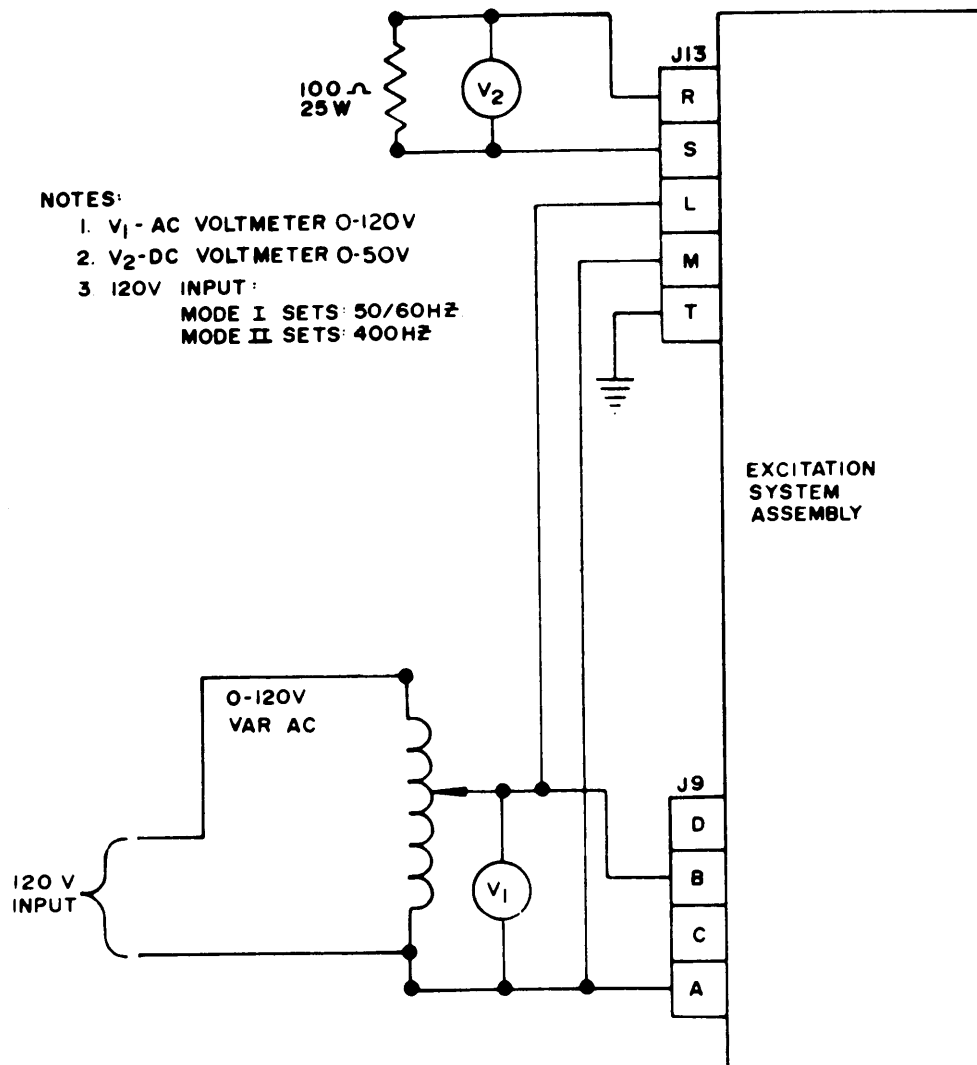 J13
R
S
L
M
T
100 Ω
25W
V2
NOTES:
1. V1- AC VOLTMETER 0-120V
2. V2-DC VOLTMETER 0-50V
3 120V INPUT:
MODE I SETS: 50/60HZ
MODE II SETS: 400HZ
EXCITATION
SYSTEM
ASSEMBLY
0-120V
VAR AC
J9
D
B
C
A
V1
120 V
INPUT